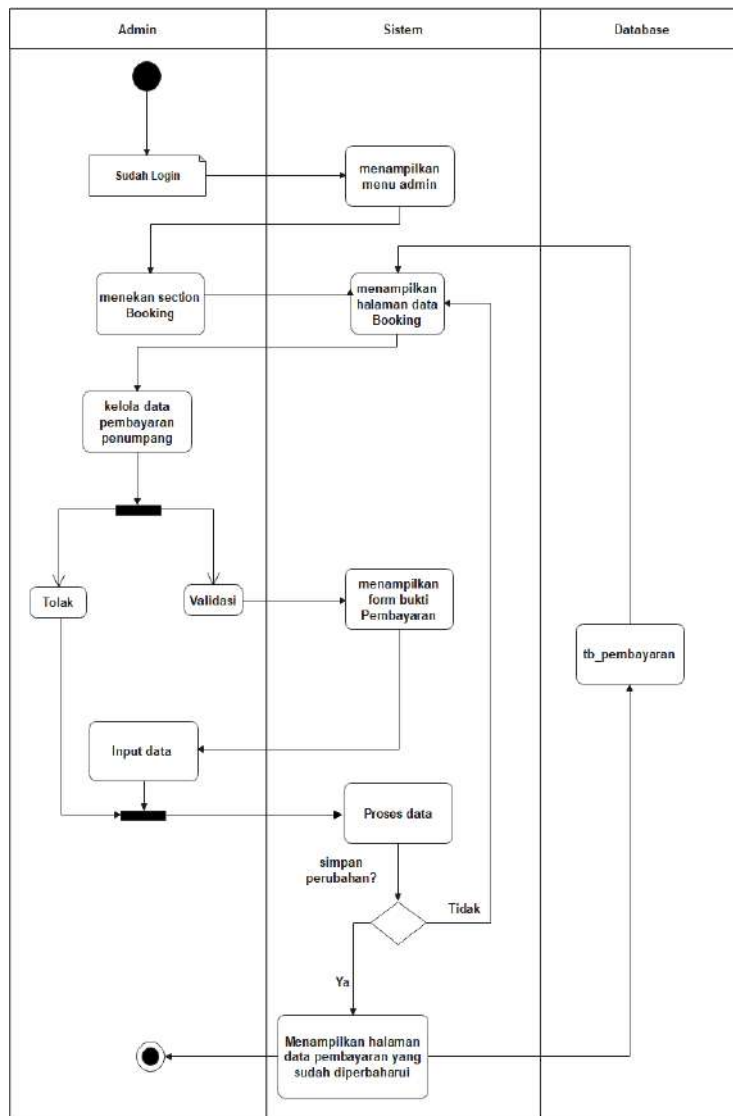 Admin
Sistem
Database
Sudah Login
menampilkan
menu admin
menekan section
Booking
menampilkan
halaman data
Booking
kelola data
pembayaran
penumpang
Tolak
Validasi
menampilkan
form bukti
Pembayaran
tb_pembayaran
Input data
Proses data
simpan
perubahan?
Tidak
Ya
Menampilkan halaman
data pembayaran yang
sudah diperbaharui